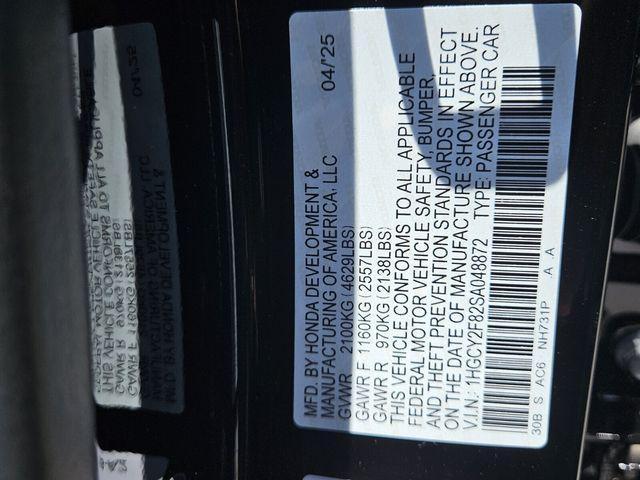 MFD. BY HONDA DEVELOPMENT &
MANUFACTURING OF AMERICA, LLC 04/'25
GVWR 2100KG (4629LBS)
GAWR F 1160KG (2557LBS)
GAWR R 970KG (2138LBS)
THIS VEHICLE CONFORMS TO ALL APPLICABLE
FEDERAL MOTOR VEHICLE SAFETY, BUMPER,
AND THEFT PREVENTION STANDARDS IN EFFECT
ON THE DATE OF MANUFACTURE SHOWN ABOVE.
V.I.N.: 1HGCY2F82SA048872 TYPE: PASSENGER CAR
30B S AC6 NH731P A A